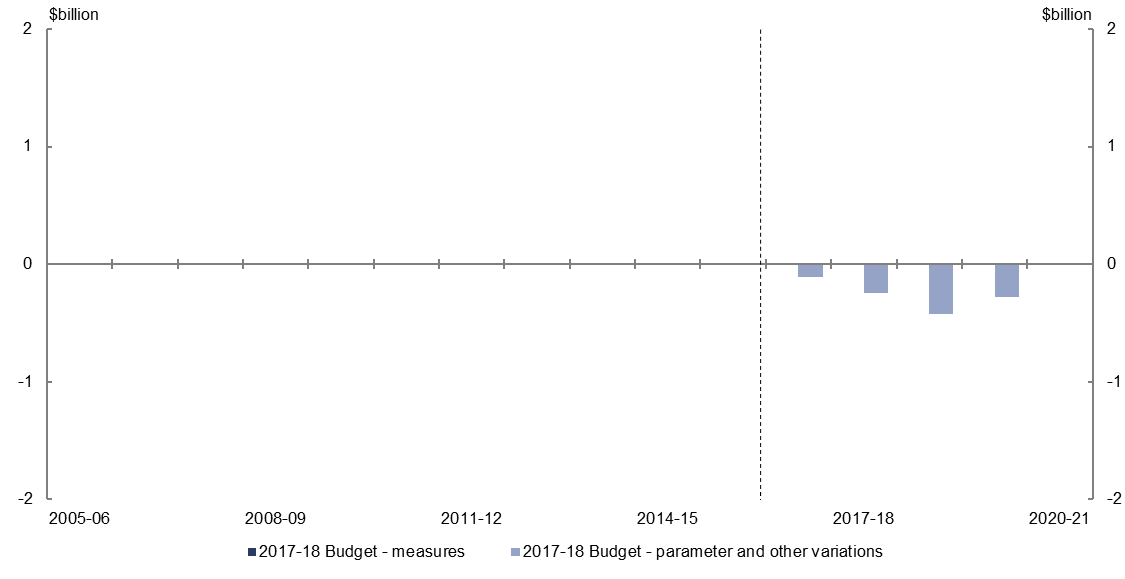 $billion $billion
2 2
1 1
0 0
-1 -1
-2 -2
2005-06 2008-09 2011-12 2014-15 2017-18 2020-21
2017-18 Budget - measures 2017-18 Budget - parameter and other variations